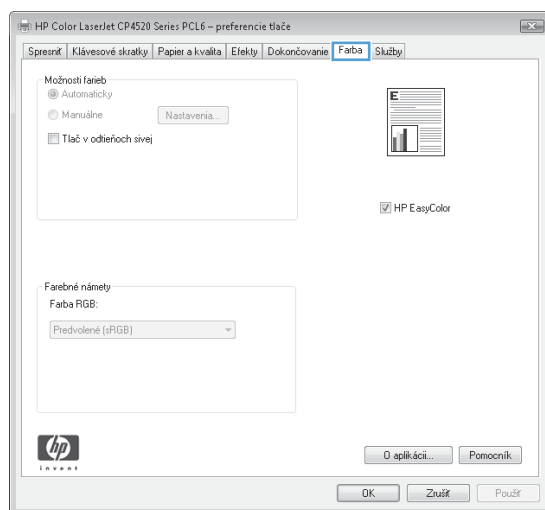 HP Color LaserJet CP4520 Series PCL6 – preferencie tlače
Spresniť Klávesové skratky Papier a kvalita Efekty Dokončovanie Farba Služby
Možnosti farieb
Automaticky
Manuálne Nastavenia...
Tlač v odtieňoch sivej
E
HP EasyColor
Farebné námety
Farba RGB:
Predvolené (sRGB)
hp
invent
O aplikácii... Pomocník
OK Zrušiť Použiť